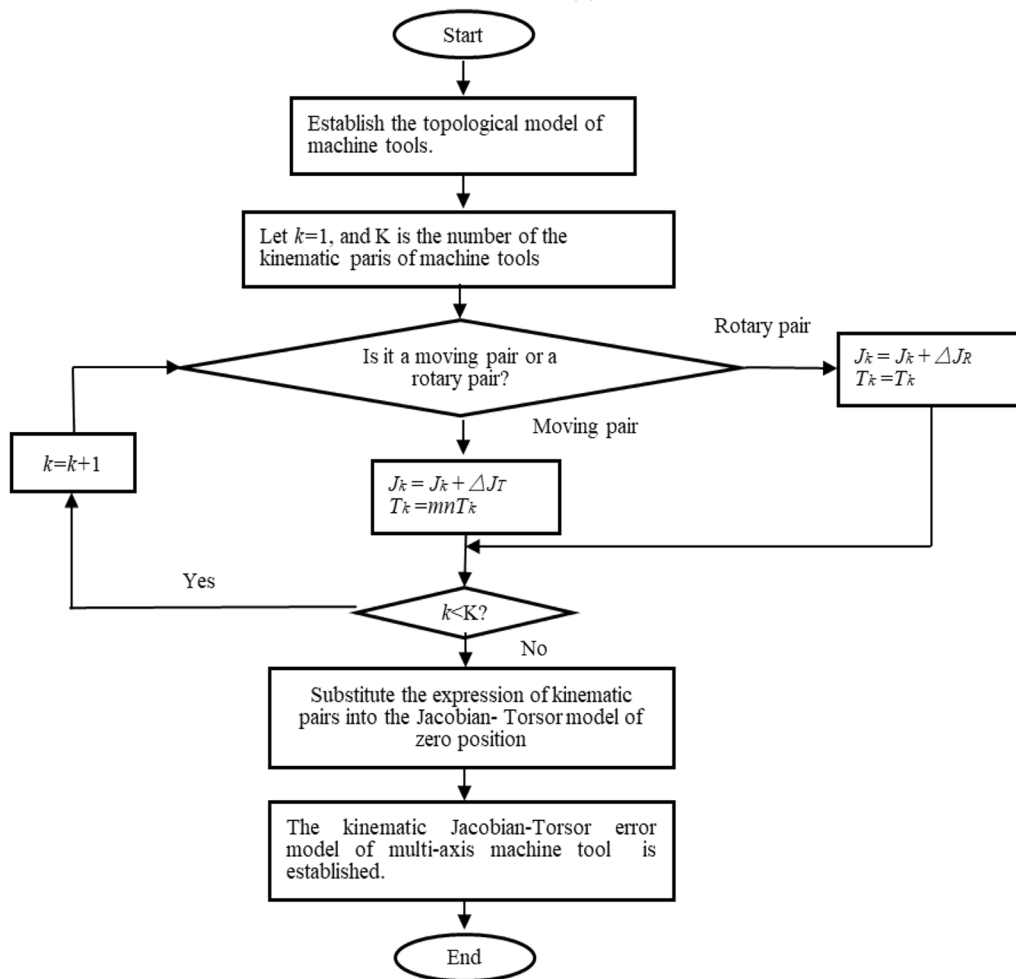 Start
Establish the topological model of
machine tools.
Let k=1, and K is the number of the
kinematic paris of machine tools
Is it a moving pair or a
rotary pair?
Rotary pair
Jk = Jk + △JR
Tk =Tk
Moving pair
k=k+1
Jk = Jk + △JT
Tk =mnTk
Yes
k<K?
No
Substitute the expression of kinematic
pairs into the Jacobian- Torsor model of
zero position
The kinematic Jacobian-Torsor error
model of multi-axis machine tool is
established.
End